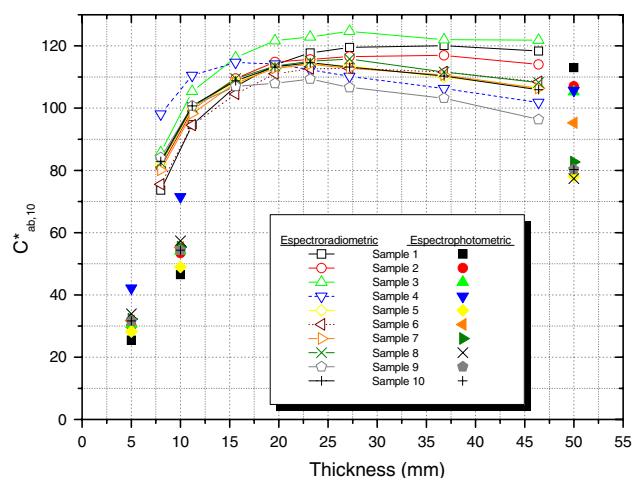 120
100
80
60
40
20
0
C*ab,10
Espectroradiometric Espectrophotometric
Sample 1
Sample 2
Sample 3
Sample 4
Sample 5
Sample 6
Sample 7
Sample 8
Sample 9
Sample 10
0 5 10 15 20 25 30 35 40 45 50 55
Thickness (mm)